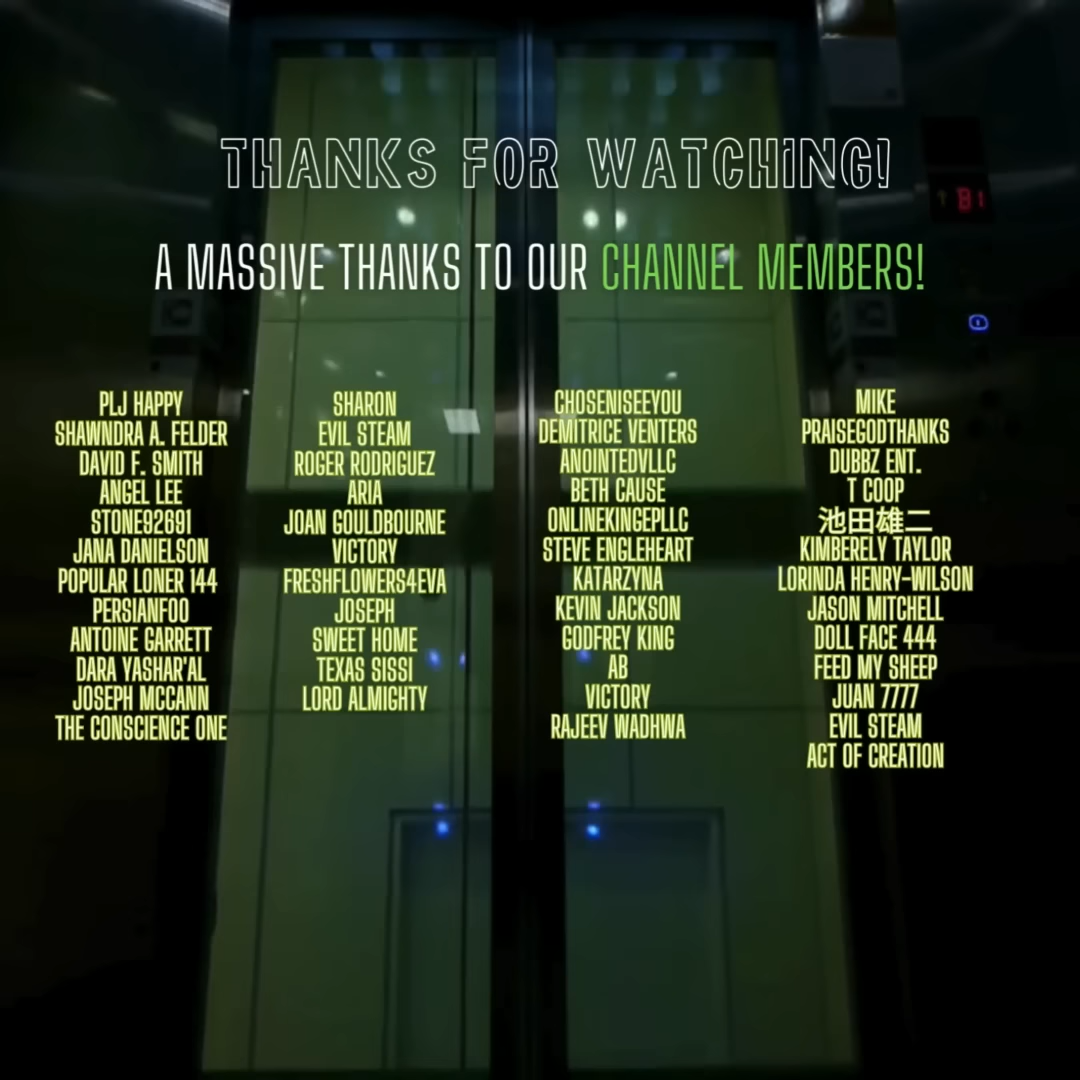 THANKS FOR WATCHING!
A MASSIVE THANKS TO OUR CHANNEL MEMBERS!
B1
PLJ HAPPY
SHAWNDRA A. FELDER
DAVID F. SMITH
ANGEL LEE
STONE92691
JANA DANIELSON
POPULAR LONER 144
PERSIANFOO
ANTOINE GARRETT
DARA YASHAR'AL
JOSEPH MCCANN
THE CONSCIENCE ONE
SHARON
EVIL STEAM
ROGER RODRIGUEZ
ARIA
JOAN GOULDBOURNE
VICTORY
FRESHFLOWERS4EVA
JOSEPH
SWEET HOME
TEXAS SISSI
LORD ALMIGHTY
CHOSENISEEYOU
DEMITRICE VENTERS
ANOINTEDVLLC
BETH CAUSE
ONLINEKINGEPLLC
STEVE ENGLEHEART
KATARZYNA
KEVIN JACKSON
GODFREY KING
AB
VICTORY
RAJEEV WADHWA
MIKE
PRAISEGODTHANKS
DUBBZ ENT.
T COOP
池田雄二
KIMBERELY TAYLOR
LORINDA HENRY-WILSON
JASON MITCHELL
DOLL FACE 444
FEED MY SHEEP
JUAN 7777
EVIL STEAM
ACT OF CREATION